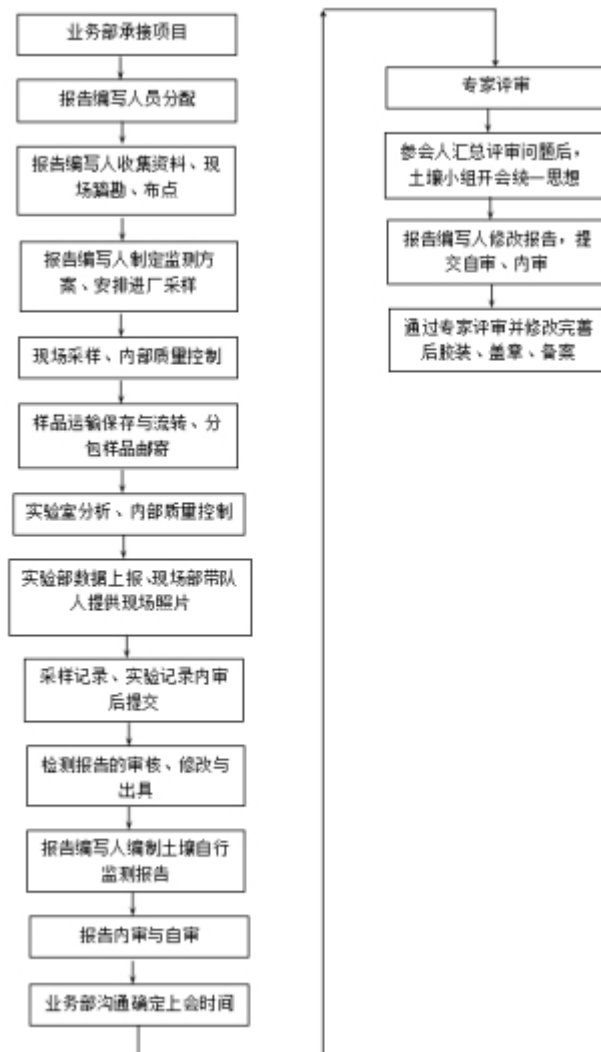 业务部承接项目
报告编写人员分配
报告编写人收集资料、现
场踏勘、布点
报告编写人制定监测方
案、安排进厂采样
现场采样、内部质量控制
样品运输保存与流转、分
包样品邮寄
实验室分析、内部质量控制
实验部数据上报、现场部带队
人提供现场照片
采样记录、实验记录内审
后提交
检测报告的审核、修改与
出具
报告编写人编制土壤自行
监测报告
报告内审与自审
业务部沟通确定上会时间
专家评审
参会人汇总评审问题后，
土壤小组开会统一思想
报告编写人修改报告，提
交自审、内审
通过专家评审并修改完善
后胶装、盖章、备案